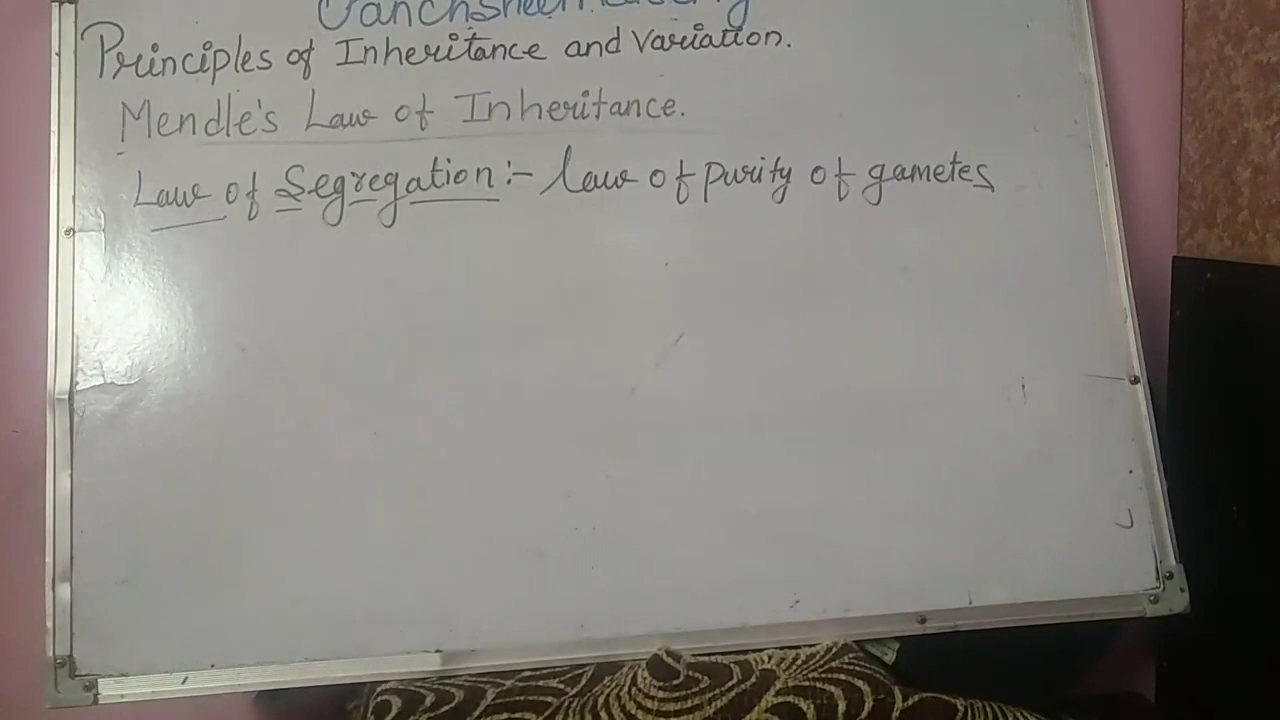 Principles of Inheritance and Variation.
Mendle's Law of Inheritance.
Law of Segregation:- law of purity of gametes